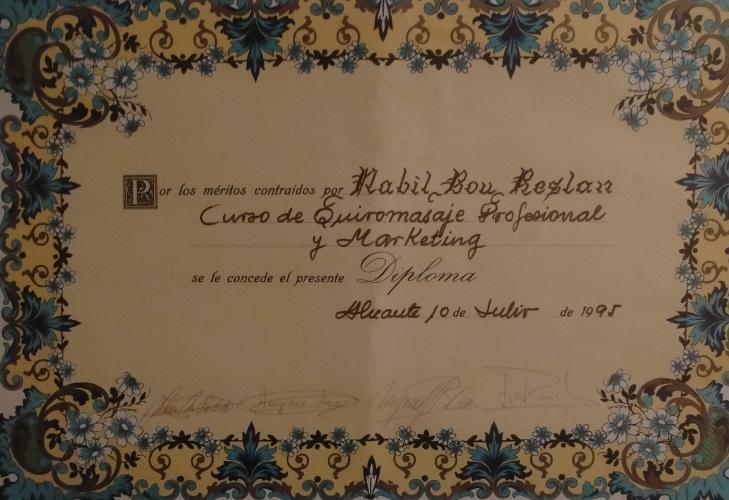 Por los méritos contraidos por Nabil Bou Reslan
Curso de Quiromasaje Profesional
y Marketing
se le concede el presente Diploma
Alicante 10 de Julio de 1995